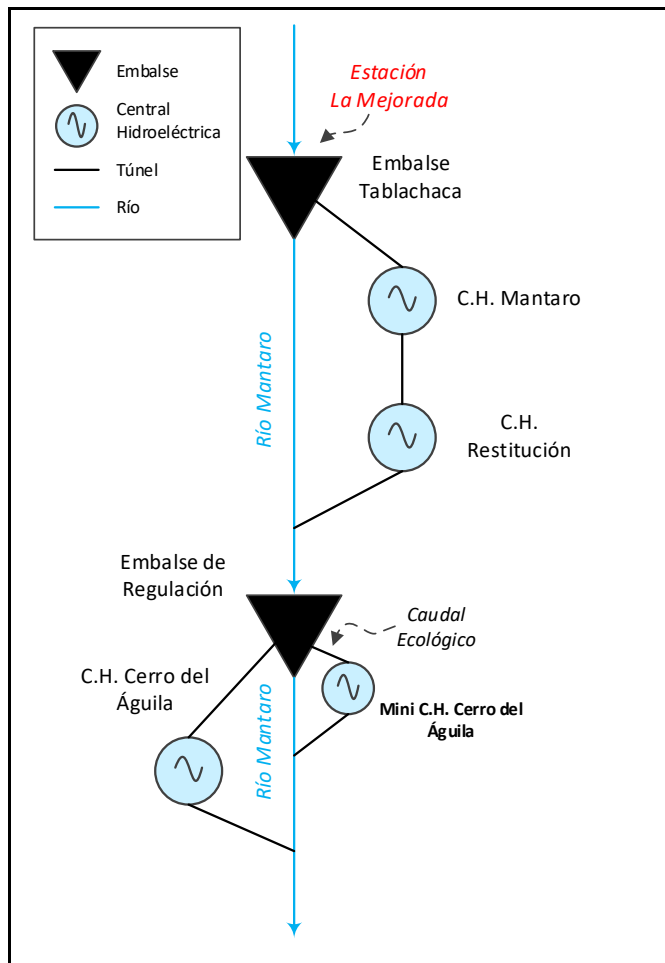 Embalse
Central
Hidroeléctrica
Túnel
Río
Estación
La Mejorada
Embalse
Tablachaca
C.H. Mantaro
Río Mantaro
C.H.
Restitución
Embalse de
Regulación
Caudal
Ecológico
C.H. Cerro del
Águila
Mini C.H. Cerro del
Águila
Río Mantaro